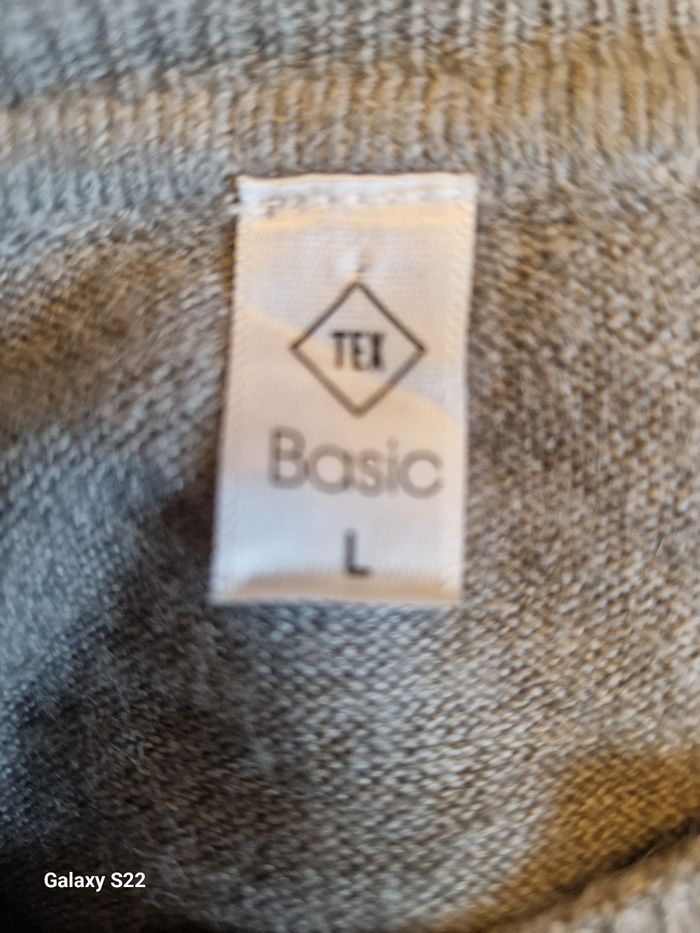 TEX
Basic
L
Galaxy S22